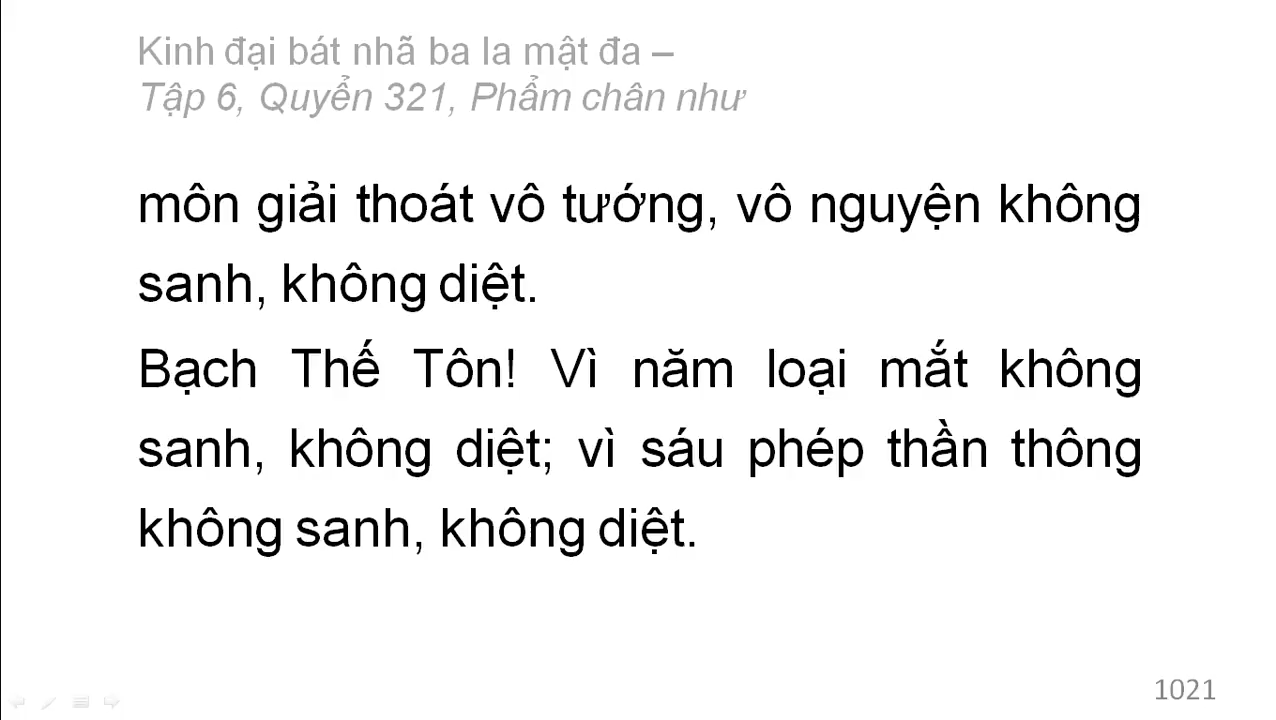 Kinh đại bát nhã ba la mật đa –
Tập 6, Quyển 321, Phẩm chân như
môn giải thoát vô tướng, vô nguyện không
sanh, không diệt.
Bạch Thế Tôn! Vì năm loại mắt không
sanh, không diệt; vì sáu phép thần thông
không sanh, không diệt.
1021